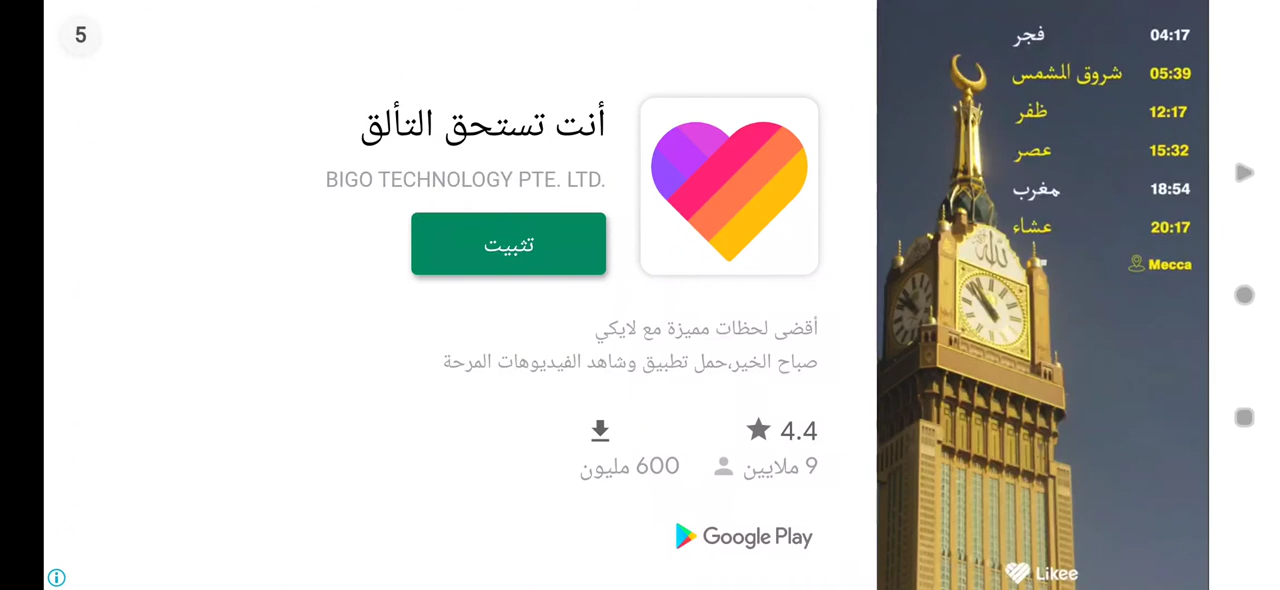 5
أنت تستحق التألق
BIGO TECHNOLOGY PTE. LTD.
تثبيت
أقضى لحظات مميزة مع لايكي
صباح الخير،حمل تطبيق وشاهد الفيديوهات المرحة
4.4
9 ملايين
600 مليون
Google Play
فجر 04:17
شروق الشمس 05:39
ظفر 12:17
عصر 15:32
مغرب 18:54
عشاء 20:17
Mecca
الله
Likee